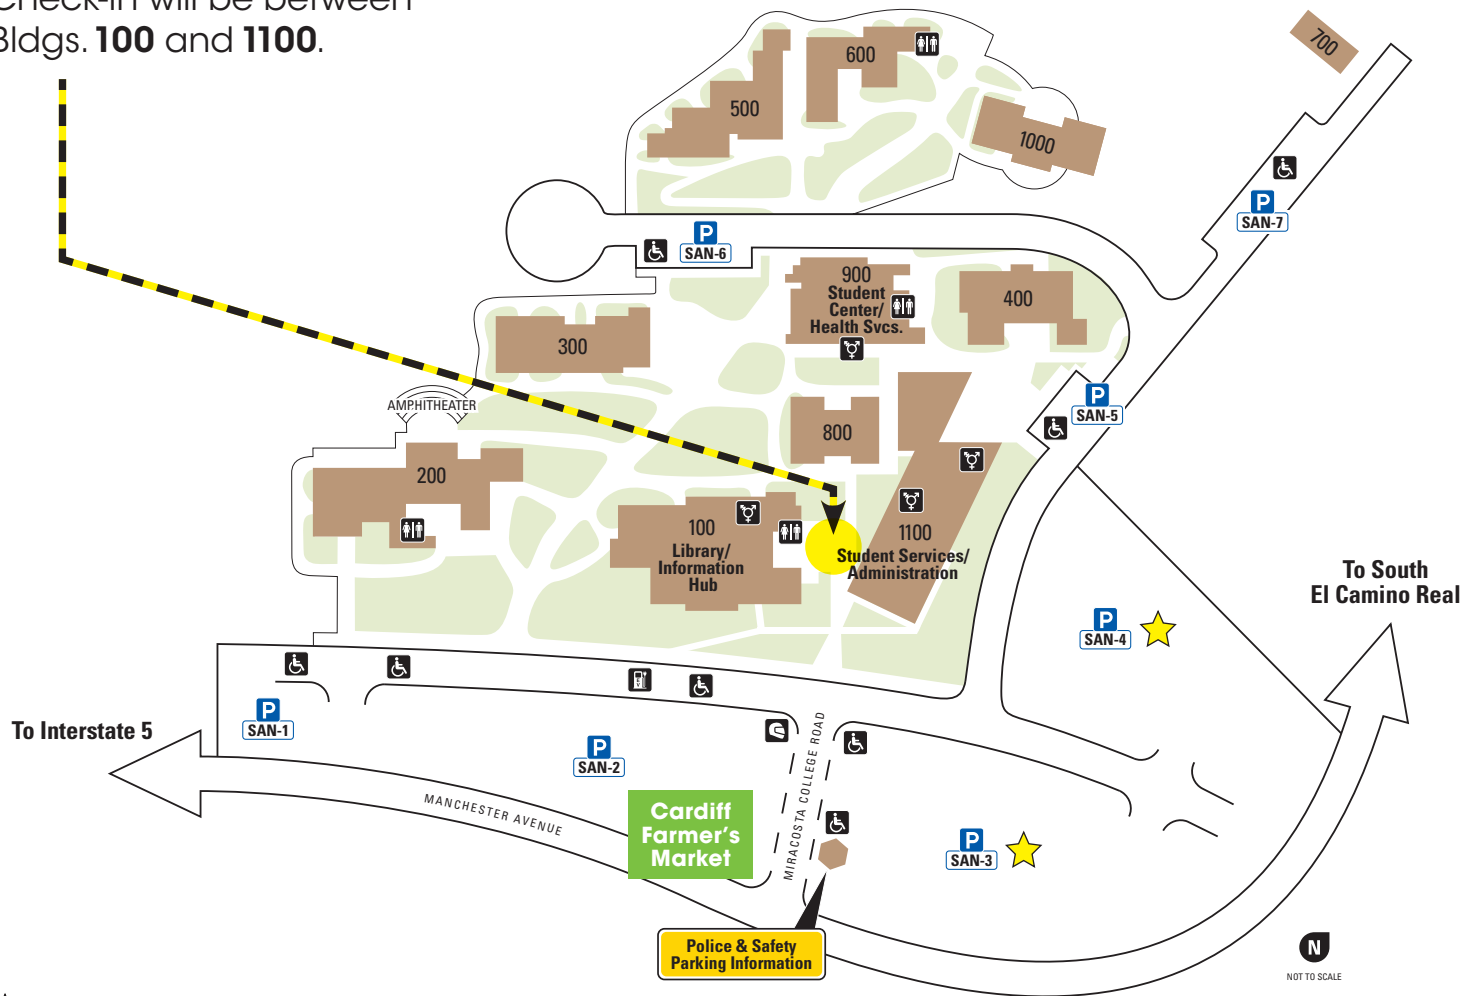 Check-in will be between
Bldgs. 100 and 1100.
700
600
500
1000
P
SAN-7
P
SAN-6
900
Student
Center/
Health Svcs.
400
300
P
SAN-5
AMPHITHEATER
800
200
100
Library/
Information
Hub
1100
Student Services/
Administration
To South
El Camino Real
P
SAN-4
P
SAN-1
To Interstate 5
P
SAN-2
MIRACOSTA COLLEGE ROAD
MANCHESTER AVENUE
Cardiff
Farmer's
Market
P
SAN-3
Police & Safety
Parking Information
N
NOT TO SCALE